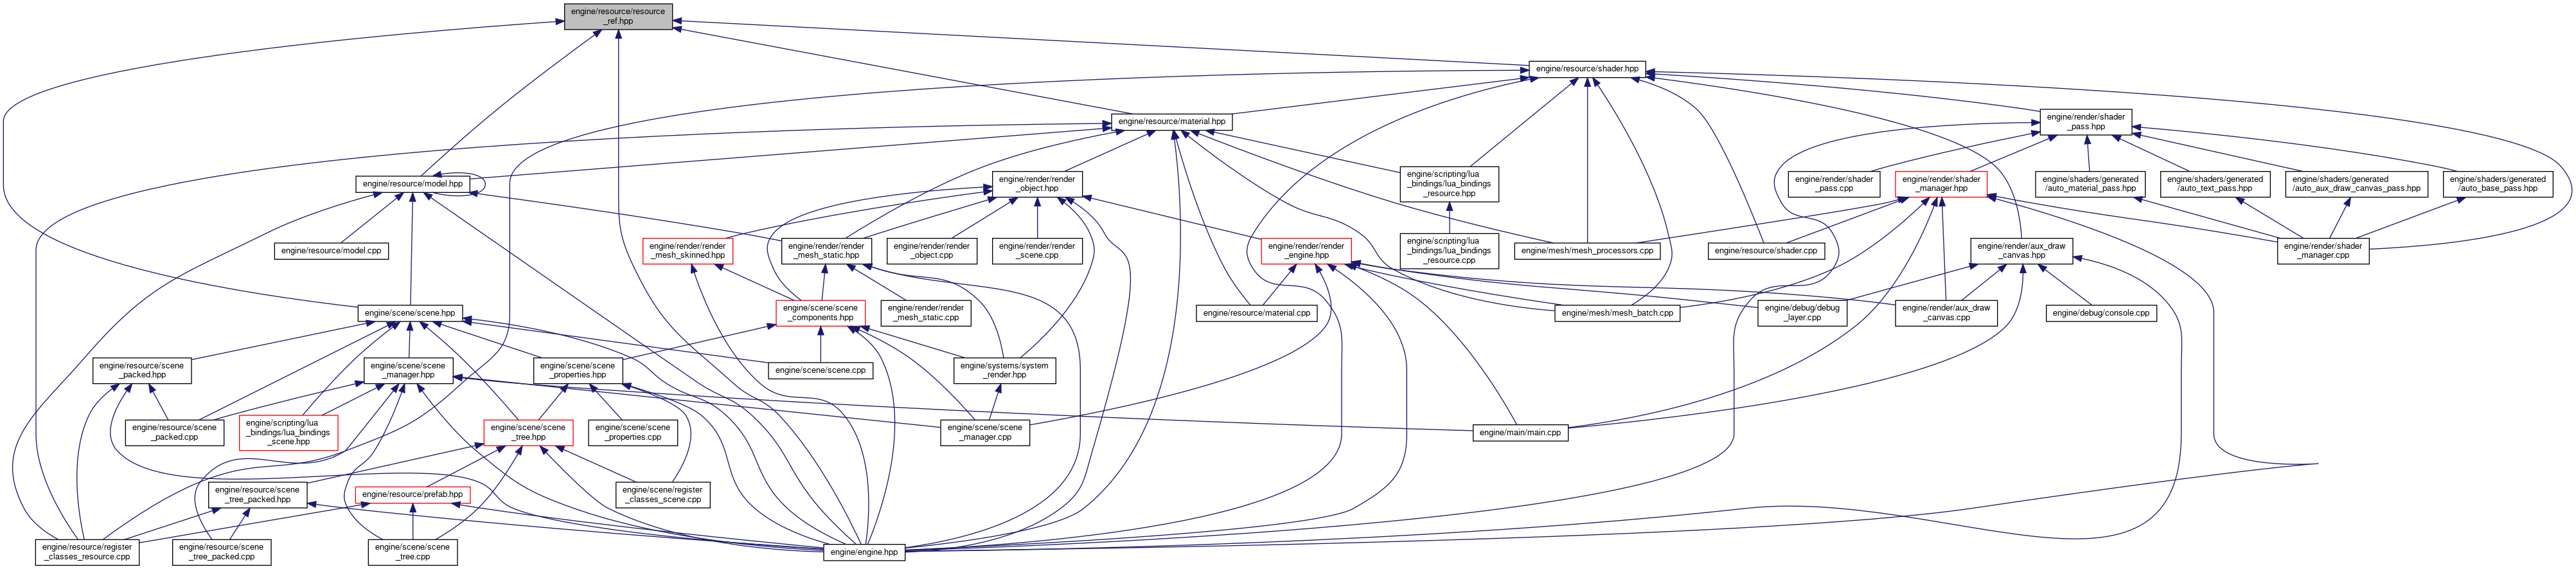 engine/resource/resource
_ref.hpp
engine/resource/shader.hpp
engine/resource/material.hpp
engine/render/shader
_pass.hpp
engine/resource/model.hpp
engine/render/render
_object.hpp
engine/scripting/lua
_bindings/lua_bindings
_resource.hpp
engine/render/shader
_pass.cpp
engine/render/shader
_manager.hpp
engine/shaders/generated
/auto_material_pass.hpp
engine/shaders/generated
/auto_text_pass.hpp
engine/shaders/generated
/auto_aux_draw_canvas_pass.hpp
engine/shaders/generated
/auto_base_pass.hpp
engine/resource/model.cpp
engine/render/render
_mesh_skinned.hpp
engine/render/render
_mesh_static.hpp
engine/render/render
_object.cpp
engine/render/render
_scene.cpp
engine/render/render
_engine.hpp
engine/scripting/lua
_bindings/lua_bindings
_resource.cpp
engine/mesh/mesh_processors.cpp
engine/resource/shader.cpp
engine/render/aux_draw
_canvas.hpp
engine/render/shader
_manager.cpp
engine/scene/scene.hpp
engine/scene/scene
_components.hpp
engine/render/render
_mesh_static.cpp
engine/resource/material.cpp
engine/mesh/mesh_batch.cpp
engine/debug/debug
_layer.cpp
engine/render/aux_draw
_canvas.cpp
engine/debug/console.cpp
engine/resource/scene
_packed.hpp
engine/scene/scene
_manager.hpp
engine/scene/scene
_properties.hpp
engine/scene/scene.cpp
engine/systems/system
_render.hpp
engine/resource/scene
_packed.cpp
engine/scripting/lua
_bindings/lua_bindings
_scene.hpp
engine/scene/scene
_tree.hpp
engine/scene/scene
_properties.cpp
engine/scene/scene
_manager.cpp
engine/main/main.cpp
engine/resource/scene
_tree_packed.hpp
engine/resource/prefab.hpp
engine/scene/register
_classes_scene.cpp
engine/resource/register
_classes_resource.cpp
engine/resource/scene
_tree_packed.cpp
engine/scene/scene
_tree.cpp
engine/engine.hpp